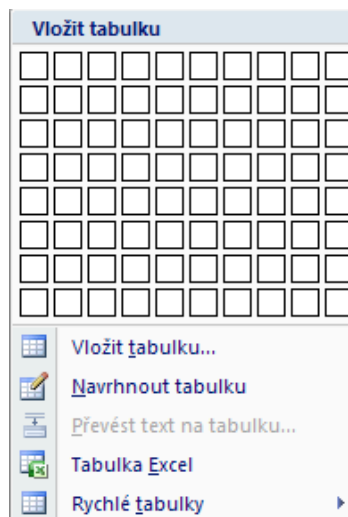 Vložit tabulku
Vložit tabulku...
Navrhnout tabulku
Převést text na tabulku...
Tabulka Excel
Rychlé tabulky